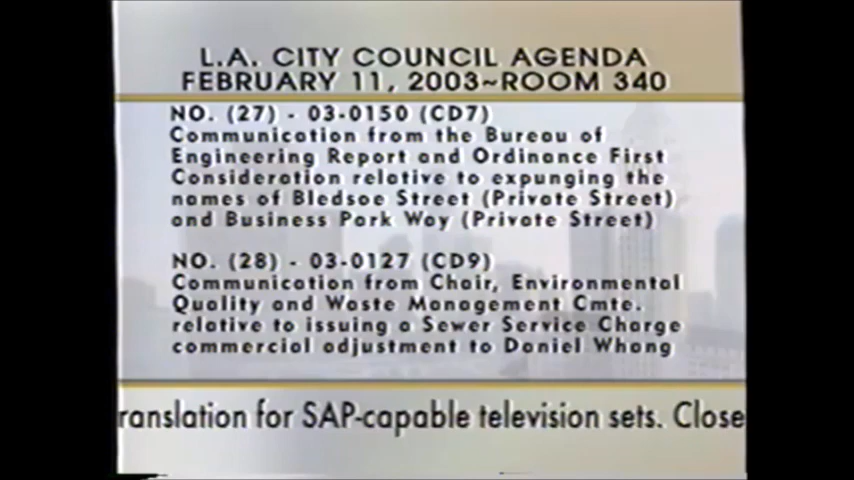 L.A. CITY COUNCIL AGENDA
FEBRUARY 11, 2003~ROOM 340
NO. (27) - 03-0150 (CD7)
Communication from the Bureau of
Engineering Report and Ordinance First
Consideration relative to expunging the
names of Bledsoe Street (Private Street)
and Business Park Way (Private Street)
NO. (28) - 03-0127 (CD9)
Communication from Chair, Environmental
Quality and Waste Management Cmte.
relative to issuing a Sewer Service Charge
commercial adjustment to Daniel Whang
ranslation for SAP-capable television sets. Close